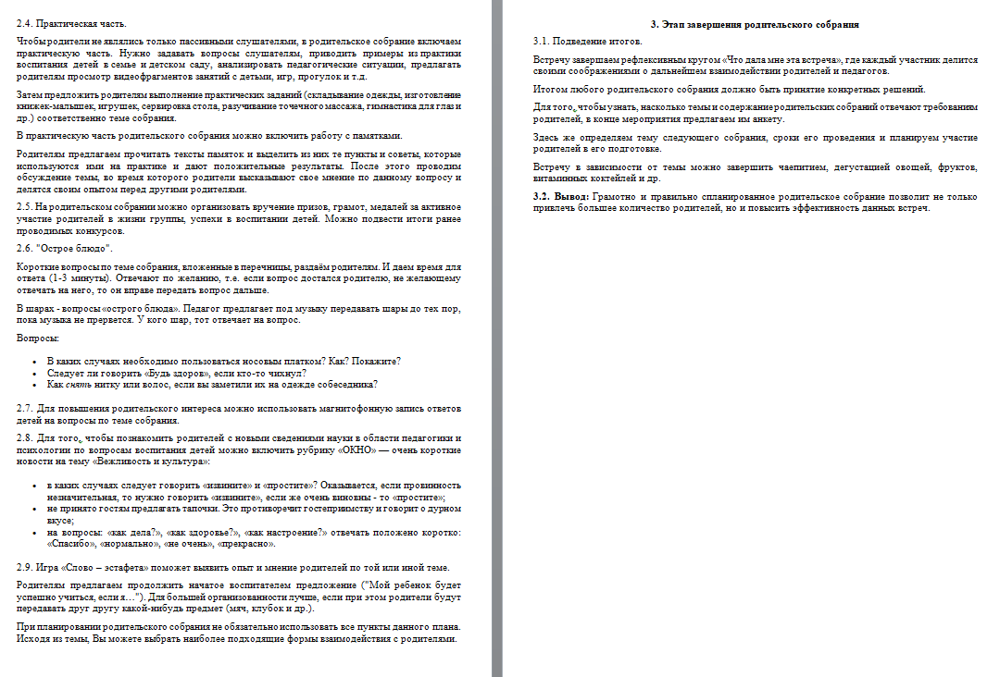 2.4. Практическая часть.
Чтобы родители не являлись только пассивными слушателями, в родительское собрание включаем
практическую часть. Нужно задавать вопросы слушателям, приводить примеры из практики
воспитания детей в семье и детском саду, анализировать педагогические ситуации, предлагать
родителям просмотр видеофрагментов занятий с детьми, игр, прогулок и т.д.
Затем предложить родителям выполнение практических заданий (складывание одежды, изготовление
книжек-малышек, игрушек, сервировка стола, разучивание точечного массажа, гимнастика для глаз и
др.) соответственно теме собрания.
В практическую часть родительского собрания можно включить работу с памятками.
Родителям предлагаем прочитать тексты памяток и выделить из них те пункты и советы, которые
используются ими на практике и дают положительные результаты. После этого проводим
обсуждение темы, во время которого родители высказывают свое мнение по данному вопросу и
делятся своим опытом перед другими родителями.
2.5. На родительском собрании можно организовать вручение призов, грамот, медалей за активное
участие родителей в жизни группы, успехи в воспитании детей. Можно подвести итоги ранее
проводимых конкурсов.
2.6. "Острое блюдо".
Короткие вопросы по теме собрания, вложенные в перечницы, раздаём родителям. И даем время для
ответа (1-3 минуты). Отвечают по желанию, т.е. если вопрос достался родителю, не желающему
отвечать на него, то он вправе передать вопрос дальше.
В шарах - вопросы «острого блюда». Педагог предлагает под музыку передавать шары до тех пор,
пока музыка не прервется. У кого шар, тот отвечает на вопрос.
Вопросы:
• В каких случаях необходимо пользоваться носовым платком? Как? Покажите?
• Следует ли говорить «Будь здоров», если кто-то чихнул?
• Как снять нитку или волос, если вы заметили их на одежде собеседника?
2.7. Для повышения родительского интереса можно использовать магнитофонную запись ответов
детей на вопросы по теме собрания.
2.8. Для того, чтобы познакомить родителей с новыми сведениями науки в области педагогики и
психологии по вопросам воспитания детей можно включить рубрику «ОКНО» — очень короткие
новости на тему «Вежливость и культура»:
• в каких случаях следует говорить «извините» и «простите»? Оказывается, если провинность
незначительная, то нужно говорить «извините», если же очень виновны - то «простите»;
• не принято гостям предлагать тапочки. Это противоречит гостеприимству и говорит о дурном
вкусе;
• на вопросы: «как дела?», «как здоровье?», «как настроение?» отвечать положено коротко:
«Спасибо», «нормально», «не очень», «прекрасно».
2.9. Игра «Слово – эстафета» поможет выявить опыт и мнение родителей по той или иной теме.
Родителям предлагаем продолжить начатое воспитателем предложение ("Мой ребенок будет
успешно учиться, если я…"). Для большей организованности лучше, если при этом родители будут
передавать друг другу какой-нибудь предмет (мяч, клубок и др.).
При планировании родительского собрания не обязательно использовать все пункты данного плана.
Исходя из темы, Вы можете выбрать наиболее подходящие формы взаимодействия с родителями.
3. Этап завершения родительского собрания
3.1. Подведение итогов.
Встречу завершаем рефлексивным кругом «Что дала мне эта встреча», где каждый участник делится
своими соображениями о дальнейшем взаимодействии родителей и педагогов.
Итогом любого родительского собрания должно быть принятие конкретных решений.
Для того, чтобы узнать, насколько темы и содержание родительских собраний отвечают требованиям
родителей, в конце мероприятия предлагаем им анкету.
Здесь же определяем тему следующего собрания, сроки его проведения и планируем участие
родителей в его подготовке.
Встречу в зависимости от темы можно завершить чаепитием, дегустацией овощей, фруктов,
витаминных коктейлей и др.
3.2. Вывод: Грамотно и правильно спланированное родительское собрание позволит не только
привлечь большее количество родителей, но и повысить эффективность данных встреч.